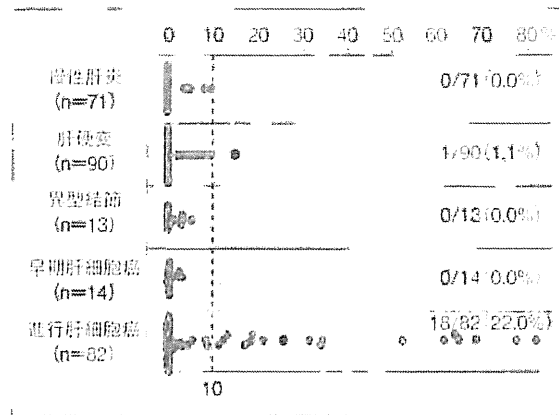 0 10 20 30 40 50 60 70 80%
慢性肝炎
(n=71)
0/71(0.0%)
肝硬変
(n=90)
1/90(1.1%)
異型結節
(n=13)
0/13(0.0%)
早期肝細胞癌
(n=14)
0/14(0.0%)
進行肝細胞癌
(n=82)
18/82(22.0%)
10